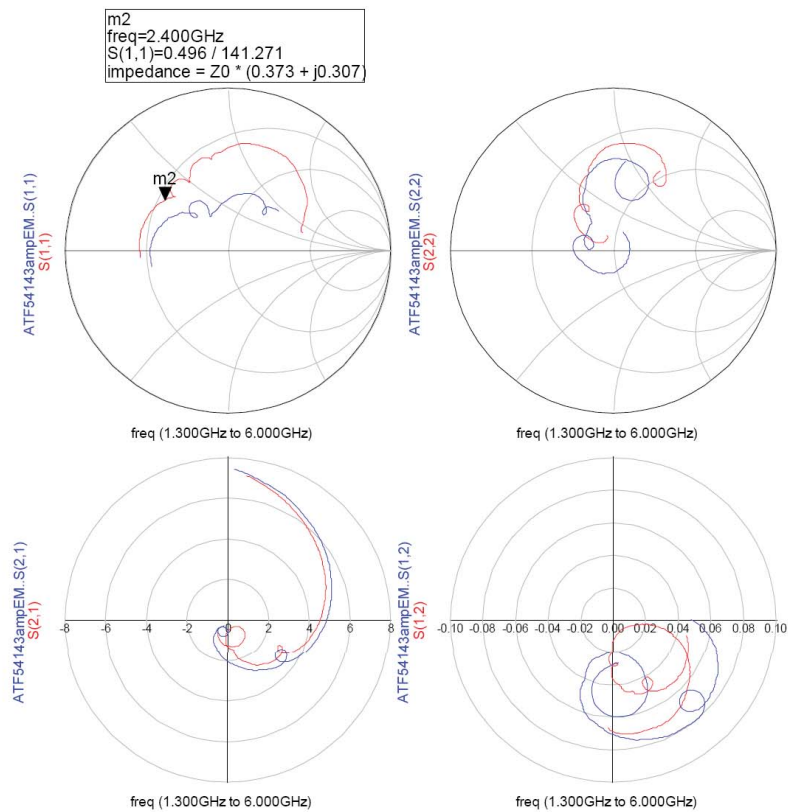 m2
freq=2.400GHz
S(1,1)=0.496 / 141.271
impedance = Z0 * (0.373 + j0.307)
ATF54143ampEM..S(1,1)
S(1,1)
m2
freq (1.300GHz to 6.000GHz)
ATF54143ampEM..S(2,2)
S(2,2)
freq (1.300GHz to 6.000GHz)
ATF54143ampEM..S(2,1)
S(2,1)
-8 -6 -4 -2 0 2 4 6 8
freq (1.300GHz to 6.000GHz)
ATF54143ampEM..S(1,2)
S(1,2)
-0.10 -0.08 -0.06 -0.04 -0.02 0.00 0.02 0.04 0.06 0.08 0.10
freq (1.300GHz to 6.000GHz)